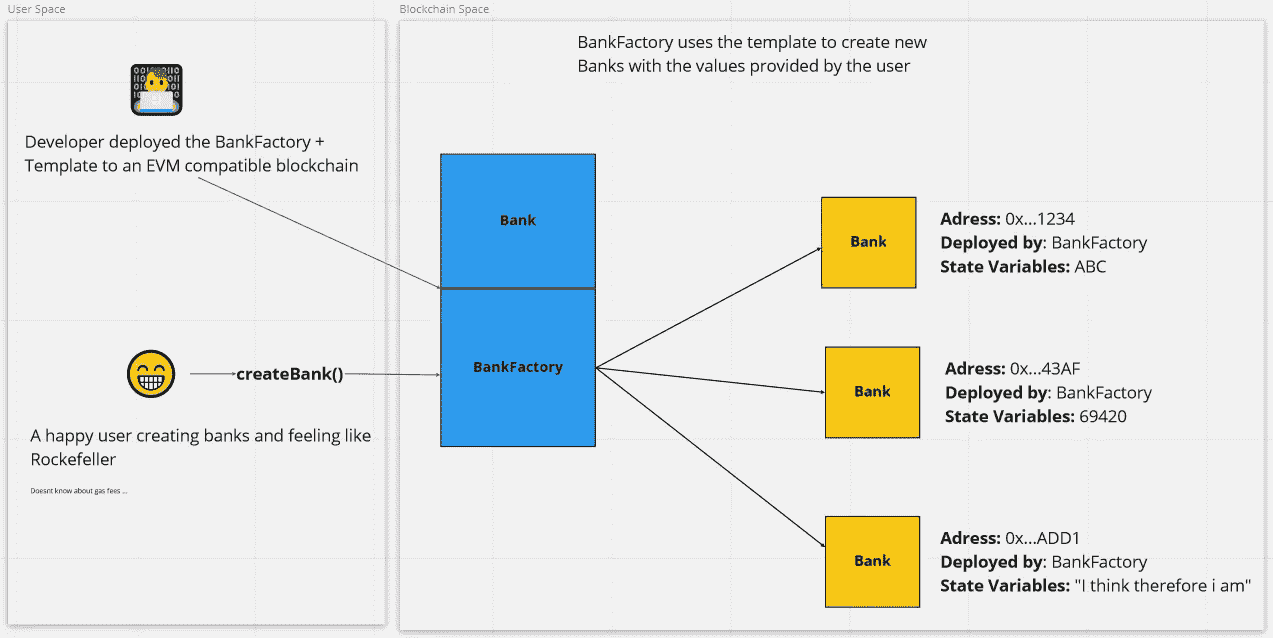 User Space
Blockchain Space
BankFactory uses the template to create new
Banks with the values provided by the user
Developer deployed the BankFactory +
Template to an EVM compatible blockchain
Bank
BankFactory
createBank()
A happy user creating banks and feeling like
Rockefeller
Doesnt know about gas fees ...
Bank
Adress: 0x...1234
Deployed by: BankFactory
State Variables: ABC
Bank
Adress: 0x...43AF
Deployed by: BankFactory
State Variables: 69420
Bank
Adress: 0x...ADD1
Deployed by: BankFactory
State Variables: "I think therefore i am"